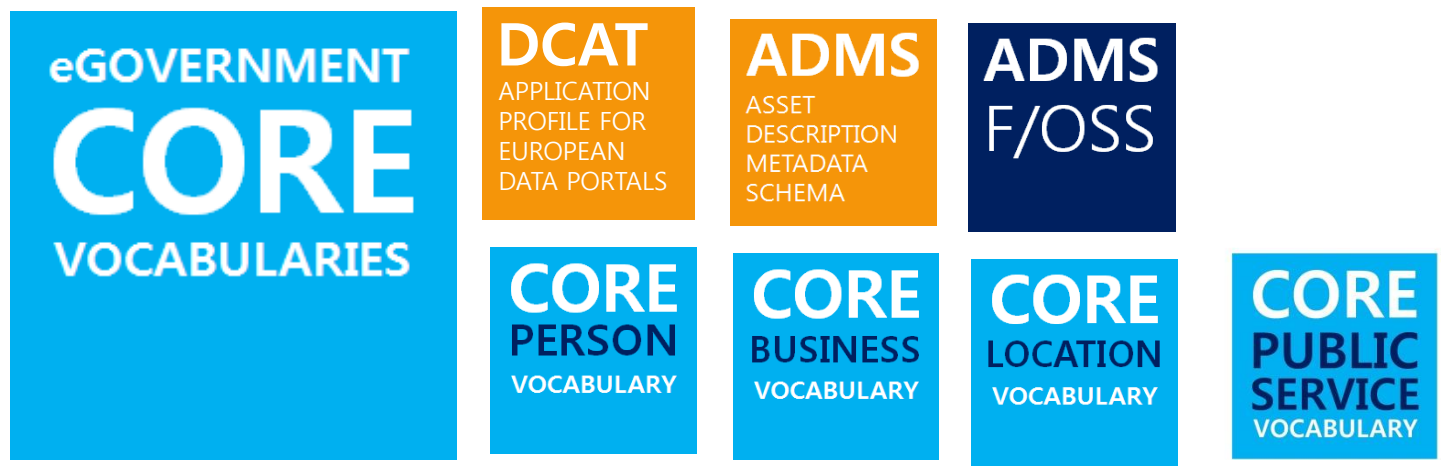 eGOVERNMENT
CORE
VOCABULARIES
DCAT
APPLICATION
PROFILE FOR
EUROPEAN
DATA PORTALS
ADMS
ASSET
DESCRIPTION
METADATA
SCHEMA
ADMS
F/OSS
CORE
PERSON
VOCABULARY
CORE
BUSINESS
VOCABULARY
CORE
LOCATION
VOCABULARY
CORE
PUBLIC
SERVICE
VOCABULARY